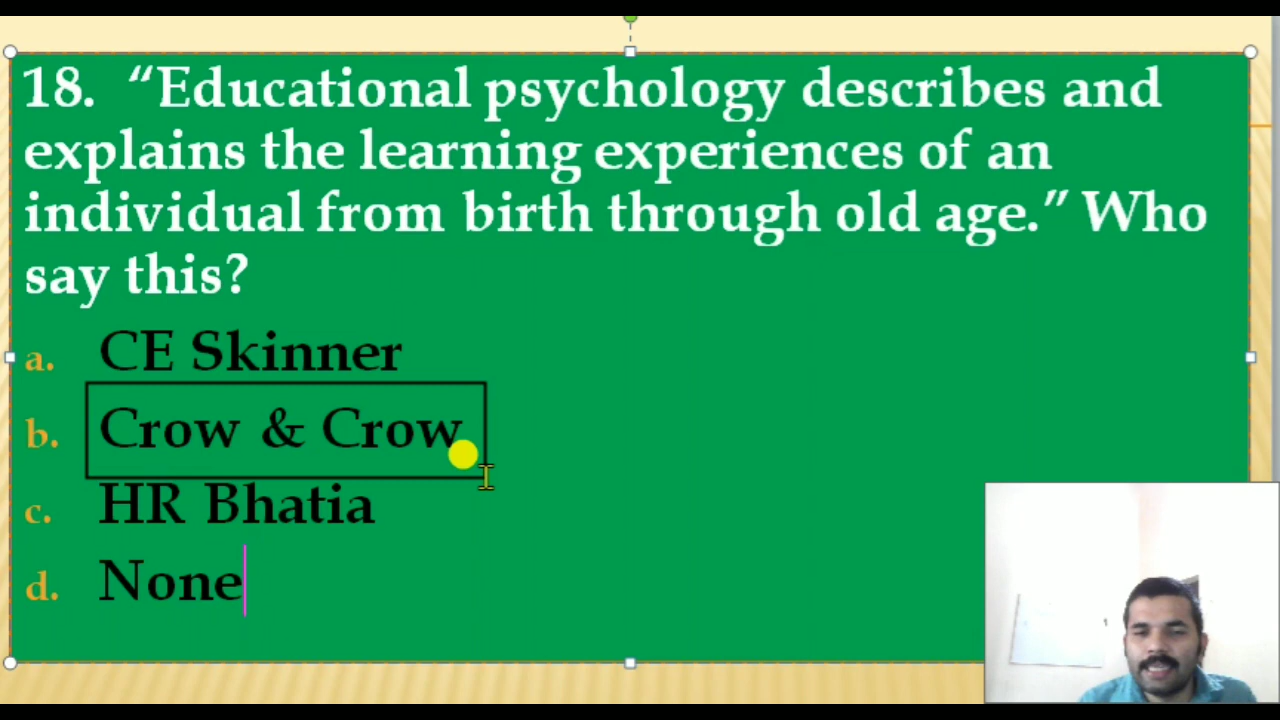 18. “Educational psychology describes and
explains the learning experiences of an
individual from birth through old age.” Who
say this?
a. CE Skinner
b. Crow & Crow
c. HR Bhatia
d. None